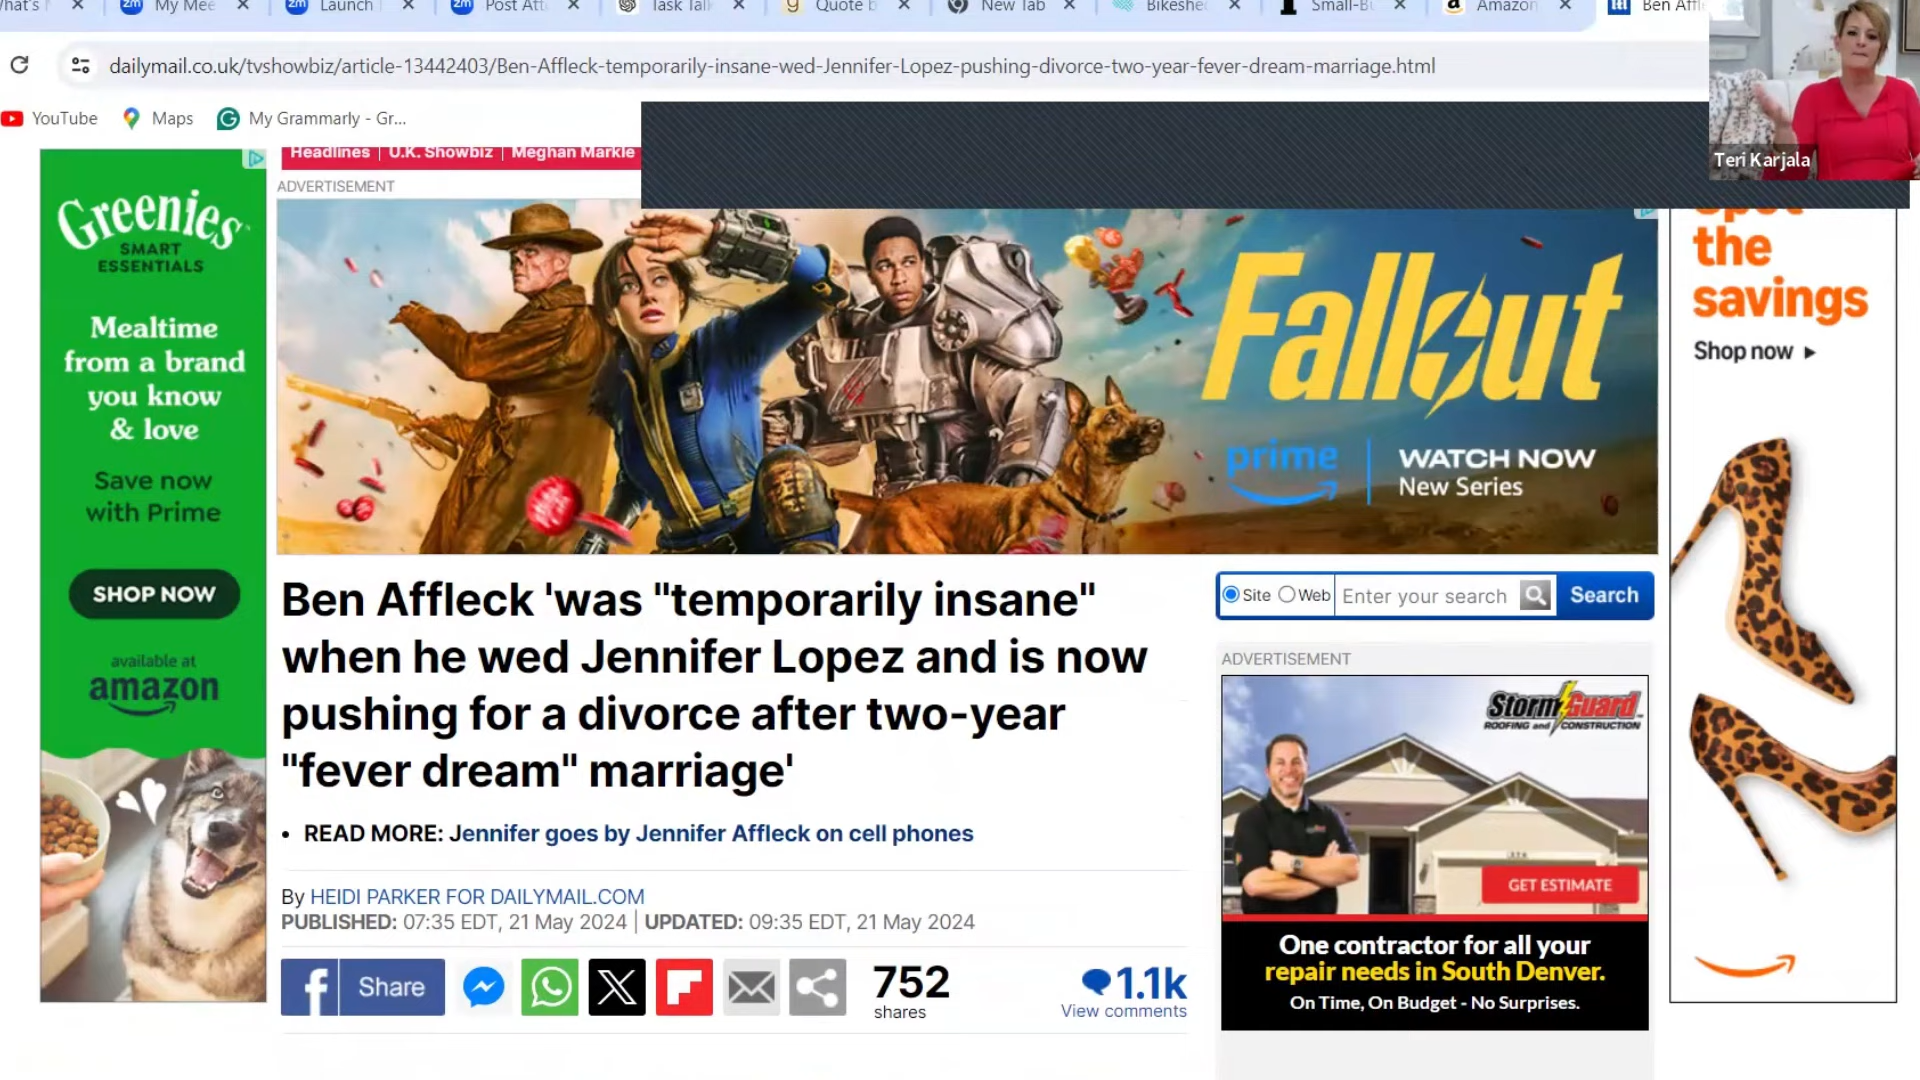 My Mee
Launch
Post Att
Task Talk
Quote b
New Tab
Bikeshe
Small-Bu
Amazon
Ben Affl
dailymail.co.uk/tvshowbiz/article-13442403/Ben-Affleck-temporarily-insane-wed-Jennifer-Lopez-pushing-divorce-two-year-fever-dream-marriage.html
YouTube
Maps
My Grammarly - Gr...
Teri Karjala
Headlines | U.K. Showbiz | Meghan Markle
ADVERTISEMENT
Greenies
SMART
ESSENTIALS
Mealtime
from a brand
you know
& love
Save now
with Prime
SHOP NOW
available at
amazon
Fallout
prime
WATCH NOW
New Series
spot
the
savings
Shop now
Ben Affleck 'was "temporarily insane"
when he wed Jennifer Lopez and is now
pushing for a divorce after two-year
"fever dream" marriage'
• READ MORE: Jennifer goes by Jennifer Affleck on cell phones
By HEIDI PARKER FOR DAILYMAIL.COM
PUBLISHED: 07:35 EDT, 21 May 2024 | UPDATED: 09:35 EDT, 21 May 2024
Share
752
shares
1.1k
View comments
Site
Web
Enter your search
Search
ADVERTISEMENT
Storm Guard
ROOFING and CONSTRUCTION
GET ESTIMATE
One contractor for all your
repair needs in South Denver.
On Time, On Budget - No Surprises.